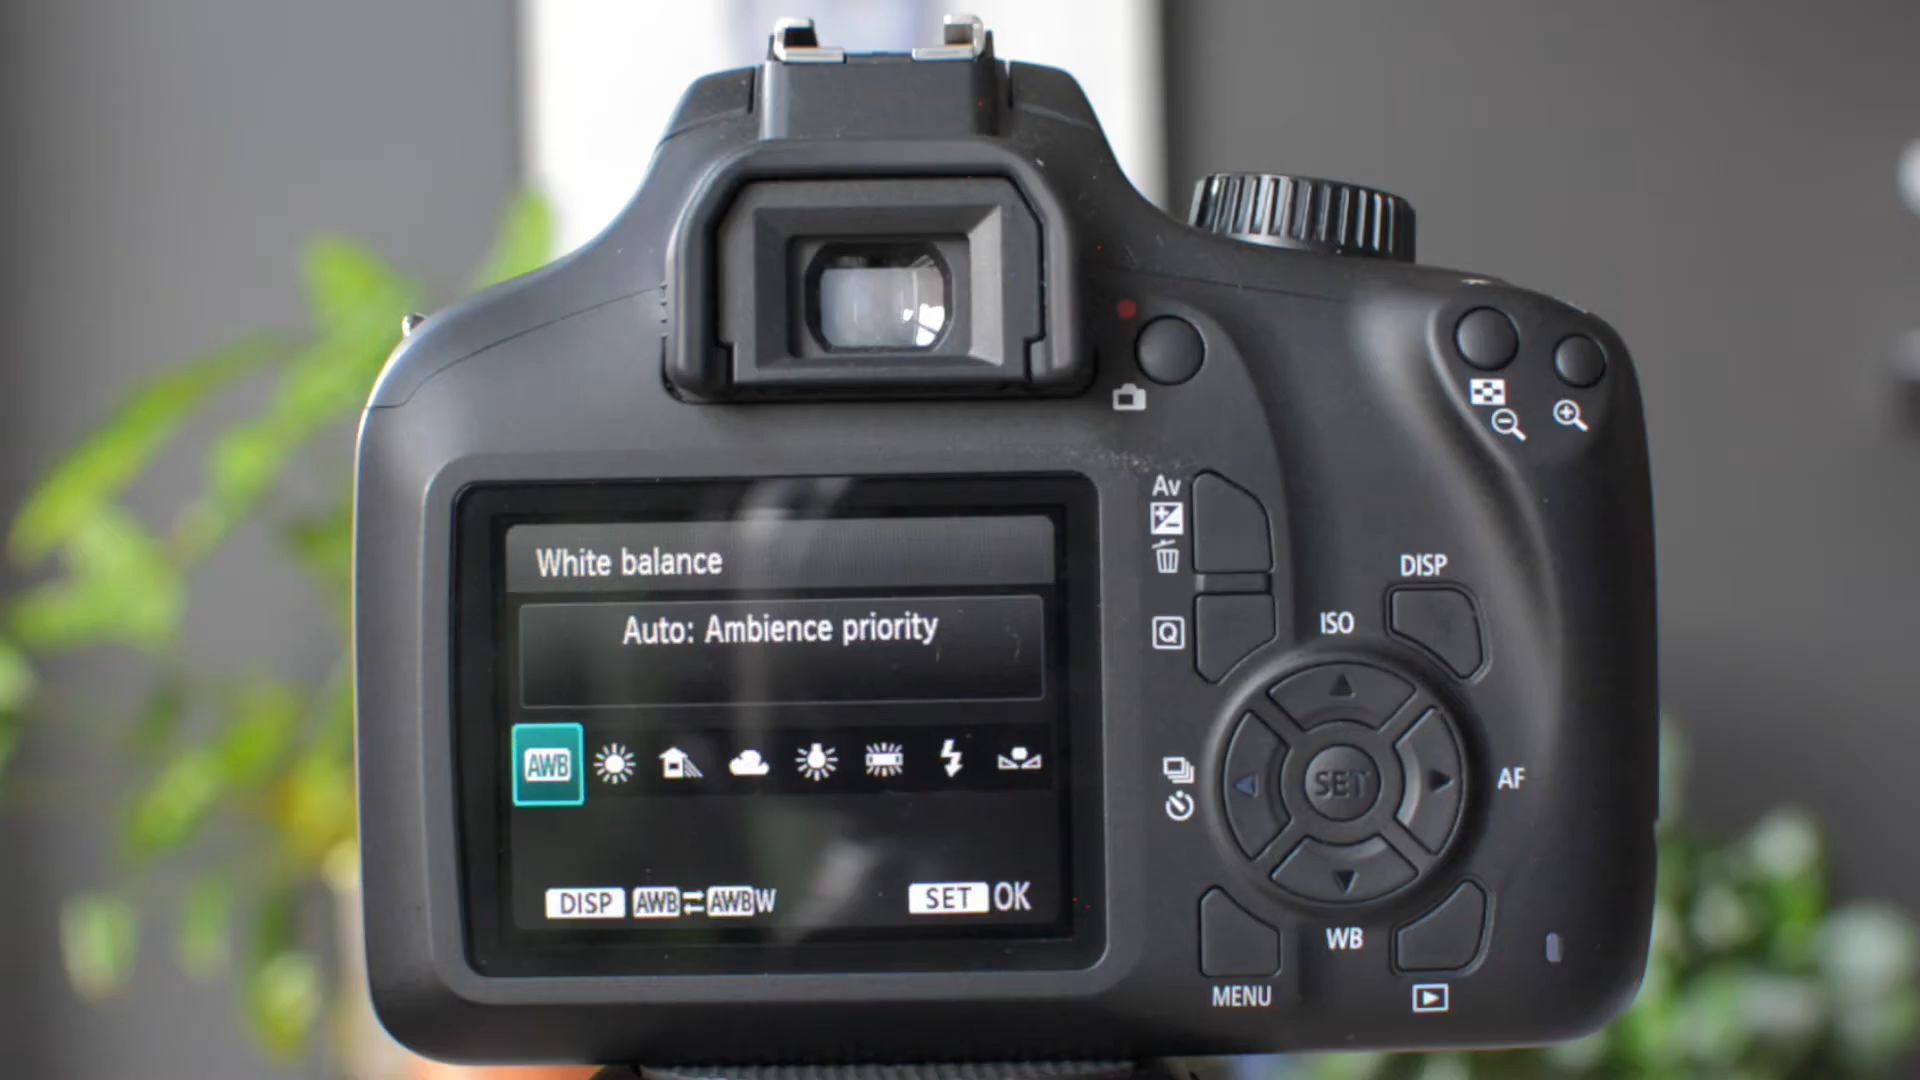 White balance
Auto: Ambience priority
AWB
DISP AWB AWBW SET OK
Av
Q
DISP
ISO
SET
AF
WB
MENU